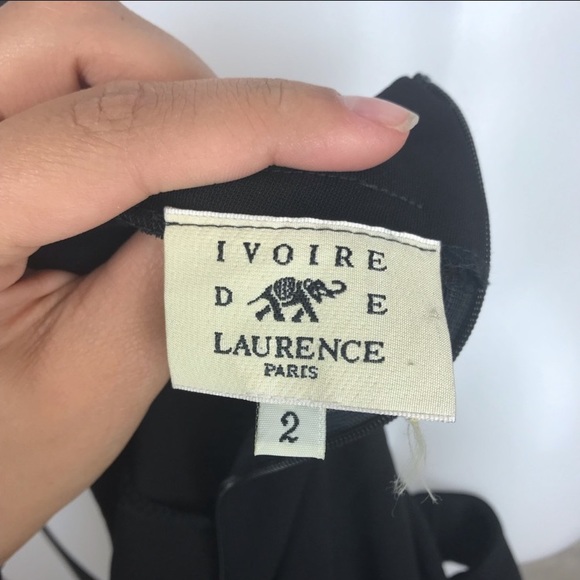 IVOIRE
D E
LAURENCE
PARIS
2